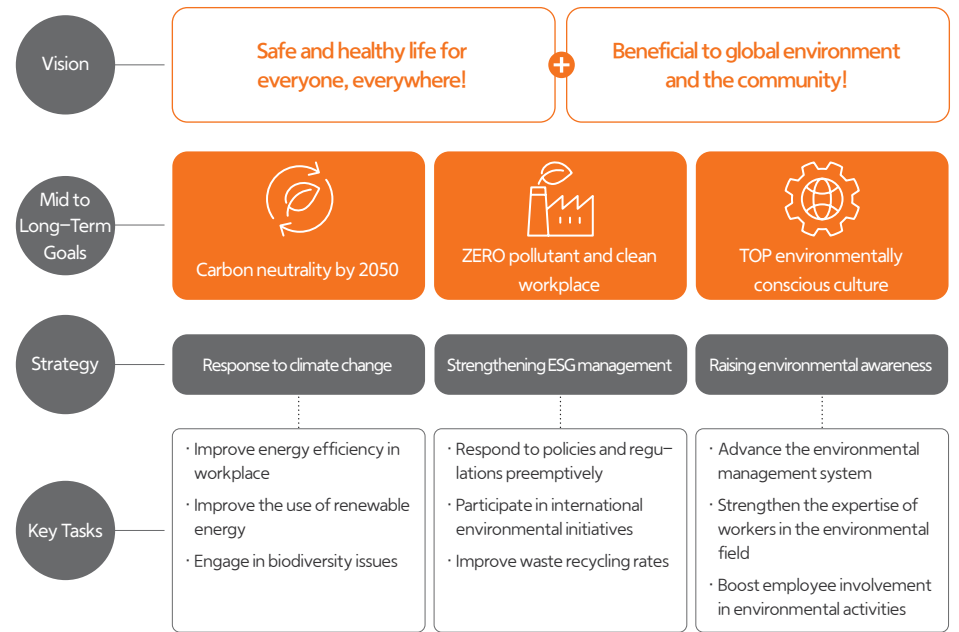 Vision
Safe and healthy life for
everyone, everywhere!
Beneficial to global environment
and the community!
Mid to
Long-Term
Goals
Carbon neutrality by 2050
ZERO pollutant and clean
workplace
TOP environmentally
conscious culture
Strategy
Response to climate change
Strengthening ESG management
Raising environmental awareness
Key Tasks
· Improve energy efficiency in
workplace
· Improve the use of renewable
energy
· Engage in biodiversity issues
· Respond to policies and regu-
lations preemptively
· Participate in international
environmental initiatives
· Improve waste recycling rates
· Advance the environmental
management system
· Strengthen the expertise of
workers in the environmental
field
· Boost employee involvement
in environmental activities